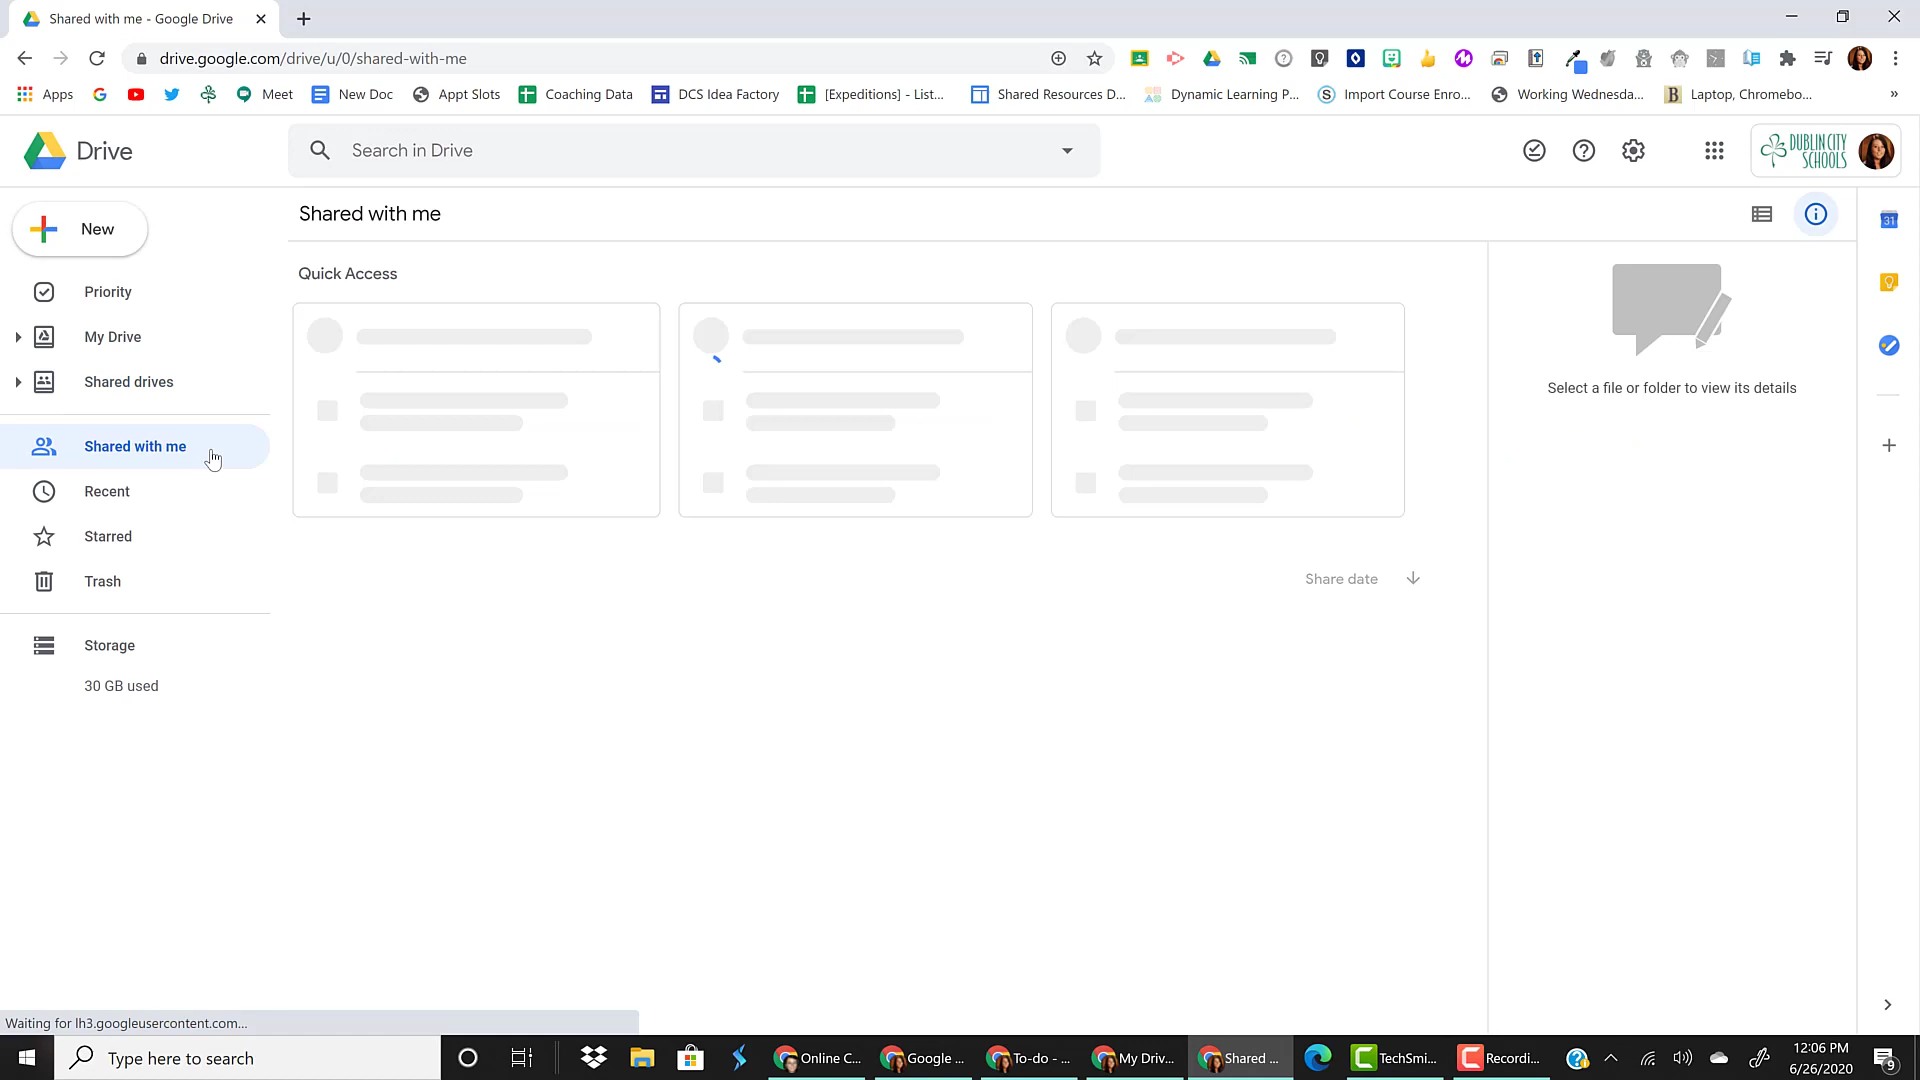 Shared with me - Google Drive
drive.google.com/drive/u/0/shared-with-me
Apps
Meet
New Doc
Appt Slots
Coaching Data
DCS Idea Factory
[Expeditions] - List...
Shared Resources D...
Dynamic Learning P...
Import Course Enro...
Working Wednesda...
Laptop, Chromebo...
»
Drive
Search in Drive
DUBLIN CITY
SCHOOLS
New
Shared with me
Priority
My Drive
Shared drives
Shared with me
Recent
Starred
Trash
Storage
30 GB used
Quick Access
Share date
Select a file or folder to view its details
31
Waiting for lh3.googleusercontent.com...
Type here to search
Online C...
Google ...
To-do - ...
My Driv...
Shared ...
TechSmi...
Recordi...
12:06 PM
6/26/2020
9